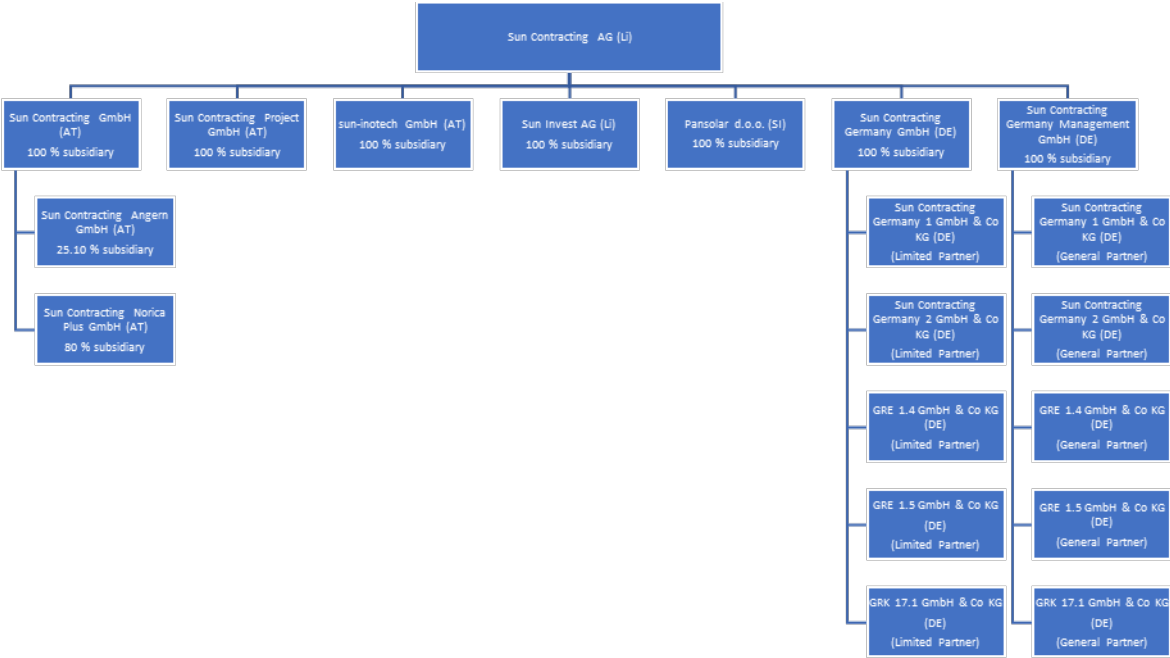 Sun Contracting AG (Li)
Sun Contracting GmbH
(AT)
100 % subsidiary
Sun Contracting Project
GmbH (AT)
100 % subsidiary
sun-inotech GmbH (AT)
100 % subsidiary
Sun Invest AG (Li)
100 % subsidiary
Pansolar d.o.o. (SI)
100 % subsidiary
Sun Contracting
Germany GmbH (DE)
100 % subsidiary
Sun Contracting
Germany Management
GmbH (DE)
100 % subsidiary
Sun Contracting Angern
GmbH (AT)
25.10 % subsidiary
Sun Contracting Norica
Plus GmbH (AT)
80 % subsidiary
Sun Contracting
Germany 1 GmbH & Co
KG (DE)
(Limited Partner)
Sun Contracting
Germany 2 GmbH & Co
KG (DE)
(Limited Partner)
GRE 1.4 GmbH & Co KG
(DE)
(Limited Partner)
GRE 1.5 GmbH & Co KG
(DE)
(Limited Partner)
GRK 17.1 GmbH & Co KG
(DE)
(Limited Partner)
Sun Contracting
Germany 1 GmbH & Co
KG (DE)
(General Partner)
Sun Contracting
Germany 2 GmbH & Co
KG (DE)
(General Partner)
GRE 1.4 GmbH & Co KG
(DE)
(General Partner)
GRE 1.5 GmbH & Co KG
(DE)
(General Partner)
GRK 17.1 GmbH & Co KG
(DE)
(General Partner)